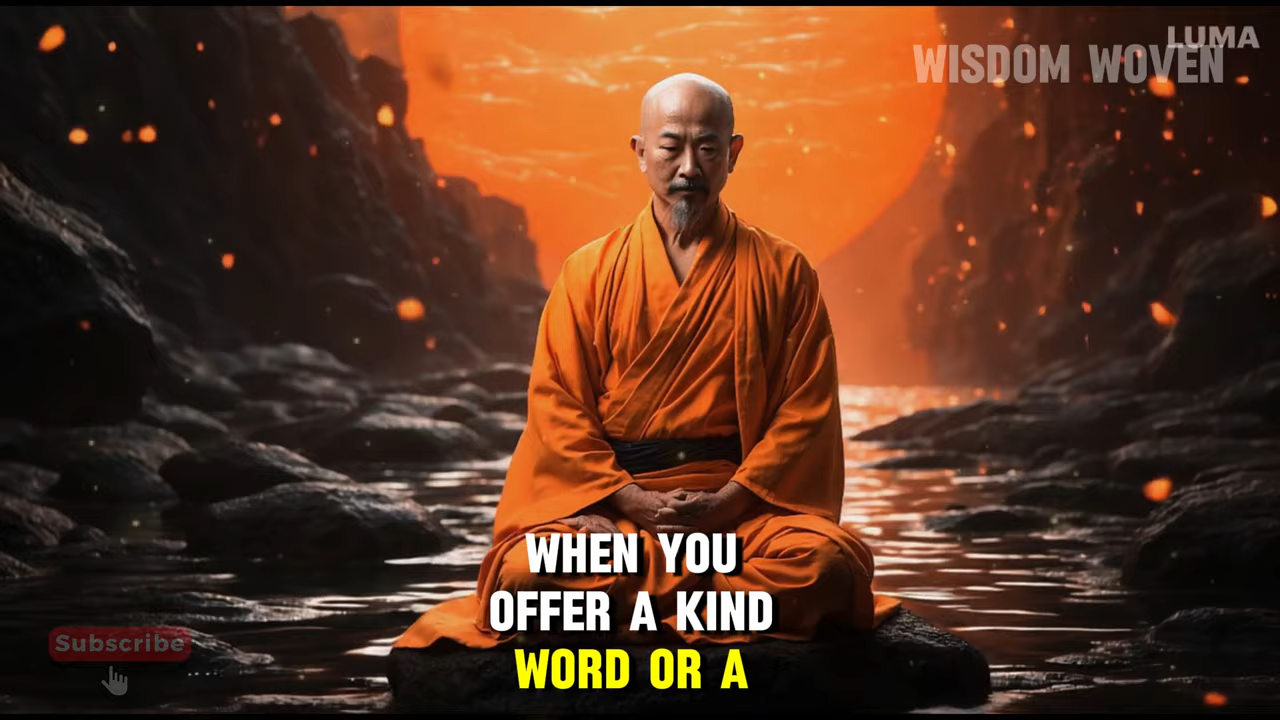 LUMA
WISDOM WOVEN
WHEN YOU
OFFER A KIND
WORD OR A
Subscribe